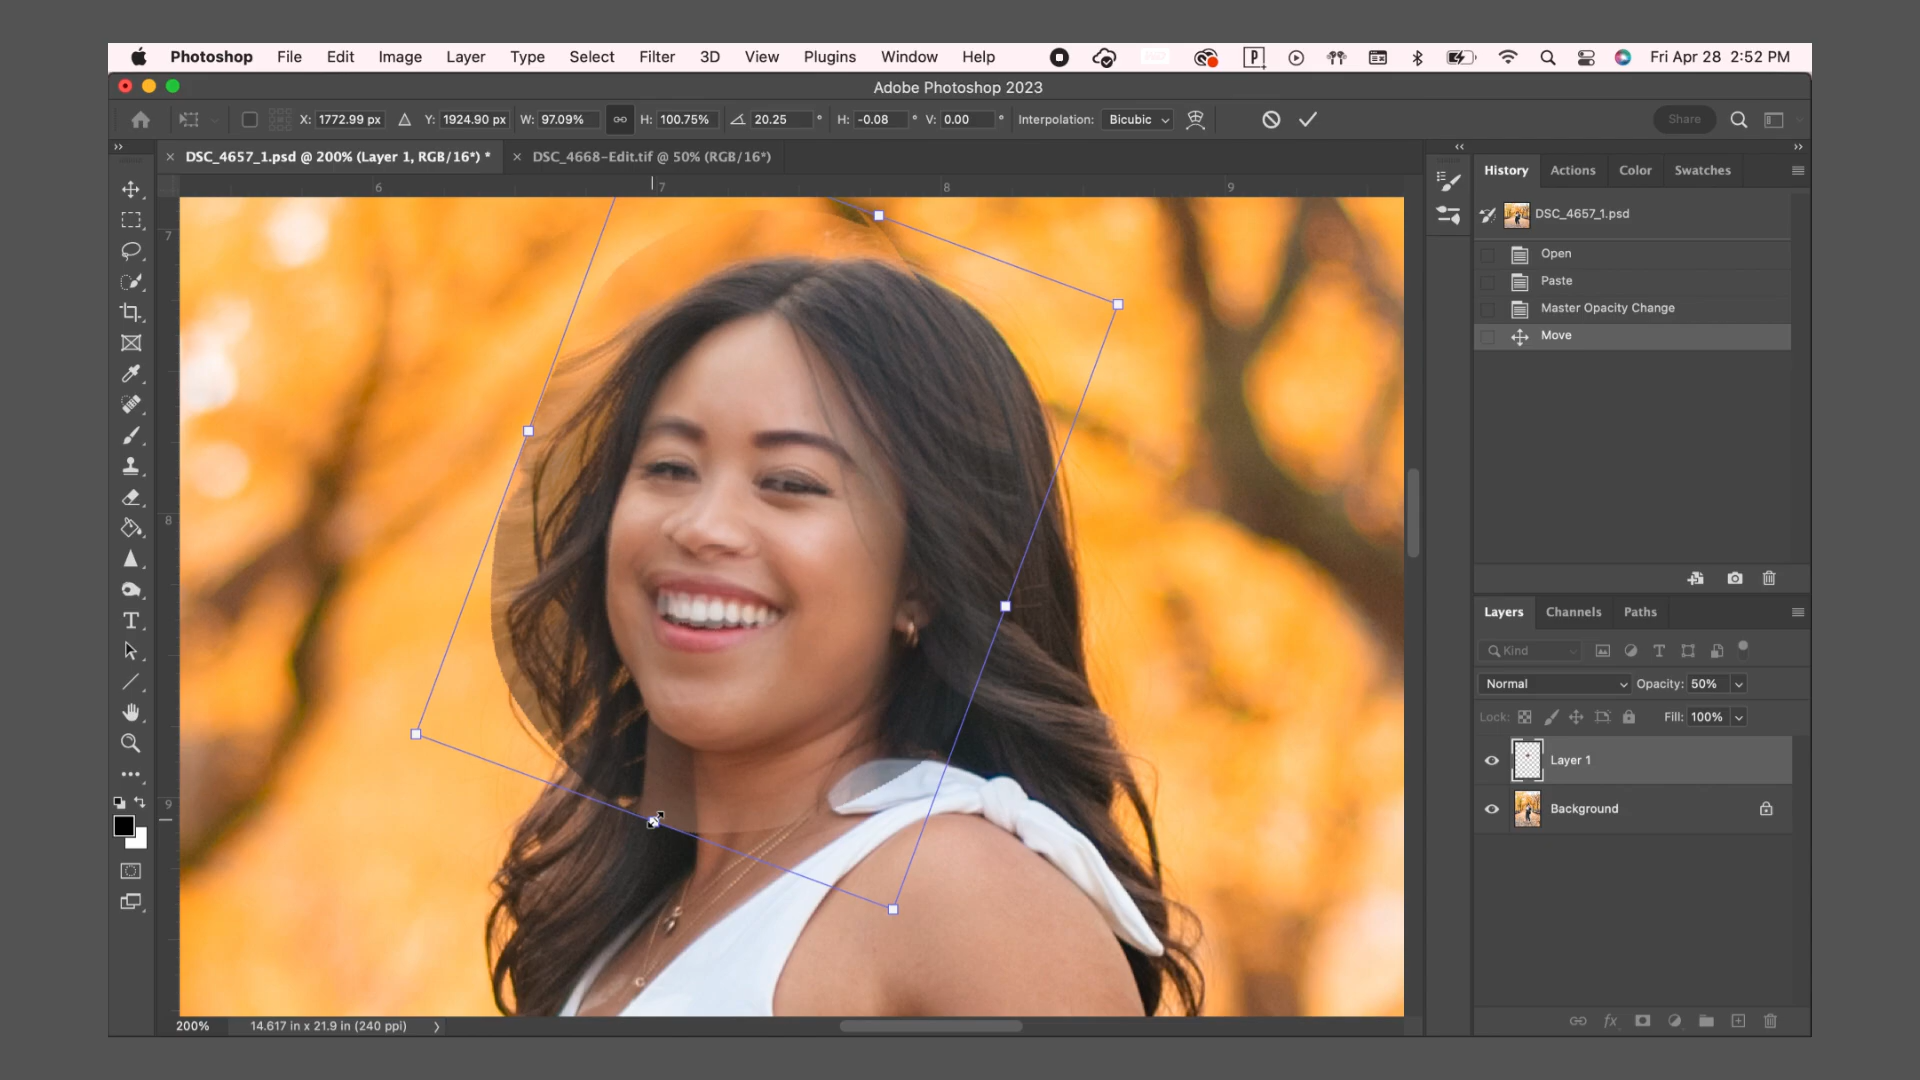 Photoshop File Edit Image Layer Type Select Filter 3D View Plugins Window Help Fri Apr 28 2:52 PM
Adobe Photoshop 2023
X: 1772.99 px Y: 1924.90 px W: 97.09% H: 100.75% 20.25 ° H: -0.08 ° V: 0.00 ° Interpolation: Bicubic Share
DSC_4657_1.psd @ 200% (Layer 1, RGB/16*) * DSC_4668-Edit.tif @ 50% (RGB/16*)
6 7 8 9
7
8
9
History Actions Color Swatches
DSC_4657_1.psd
Open
Paste
Master Opacity Change
Move
Layers Channels Paths
Kind
Normal Opacity: 50%
Lock: Fill: 100%
Layer 1
Background
fx
200% 14.617 in x 21.9 in (240 ppi)